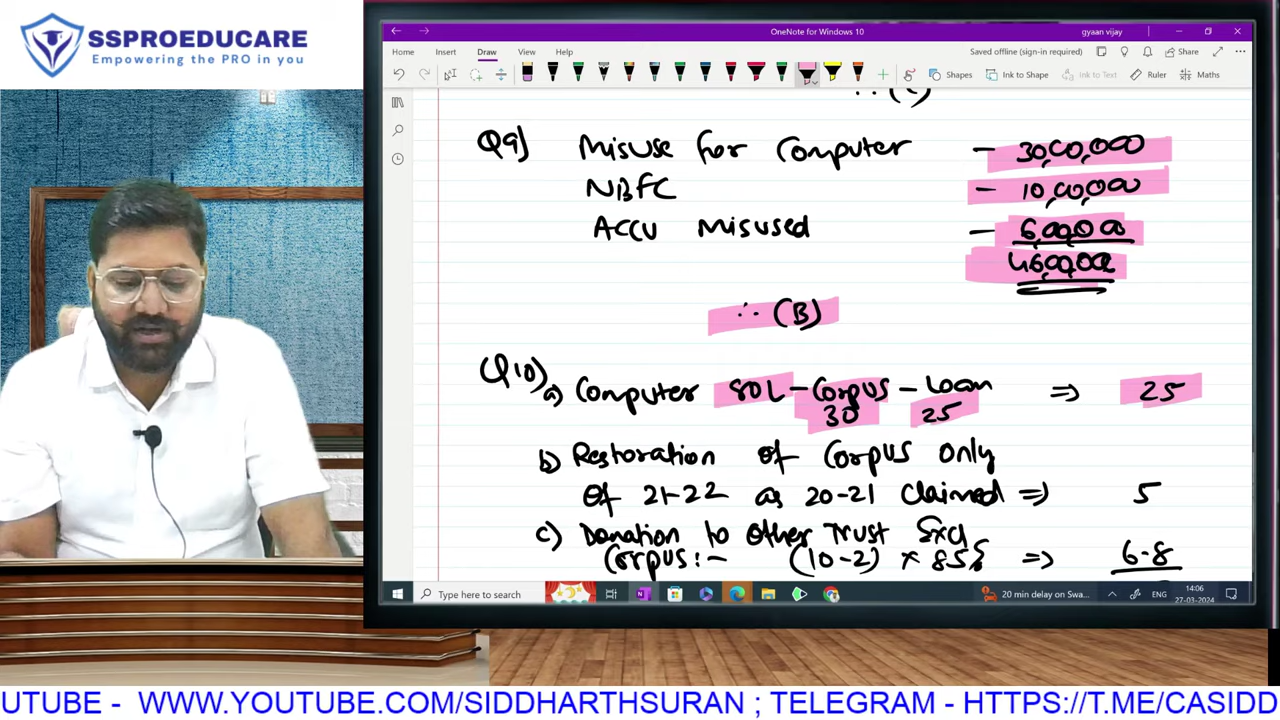 SSPROEDUCARE
Empowering the PRO in you
OneNote for Windows 10
gyaan vijay
Home Insert Draw View Help
Saved offline (sign-in required)
Share
Shapes
Ink to Shape
Ink to Text
Ruler
Maths
∴ (C)
Q9) Misuse for Computer - 30,00,000
NBFC - 10,00,000
ACCU misused - 6,00,000
46,00,000
∴ (B)
Q10) a) Computer 80L - Corpus - Loan ⇒ 25
30 25
b) Restoration of Corpus Only
of 21-22 as 20-21 Claimed ⇒ 5
c) Donation to Other Trust Excl
Corpus:- (10-2) x 85% ⇒ 6.8
Type here to search
20 min delay on Swa...
ENG
14:06
27-03-2024
UTUBE - WWW.YOUTUBE.COM/SIDDHARTHSURAN ; TELEGRAM - HTTPS://T.ME/CASIDD